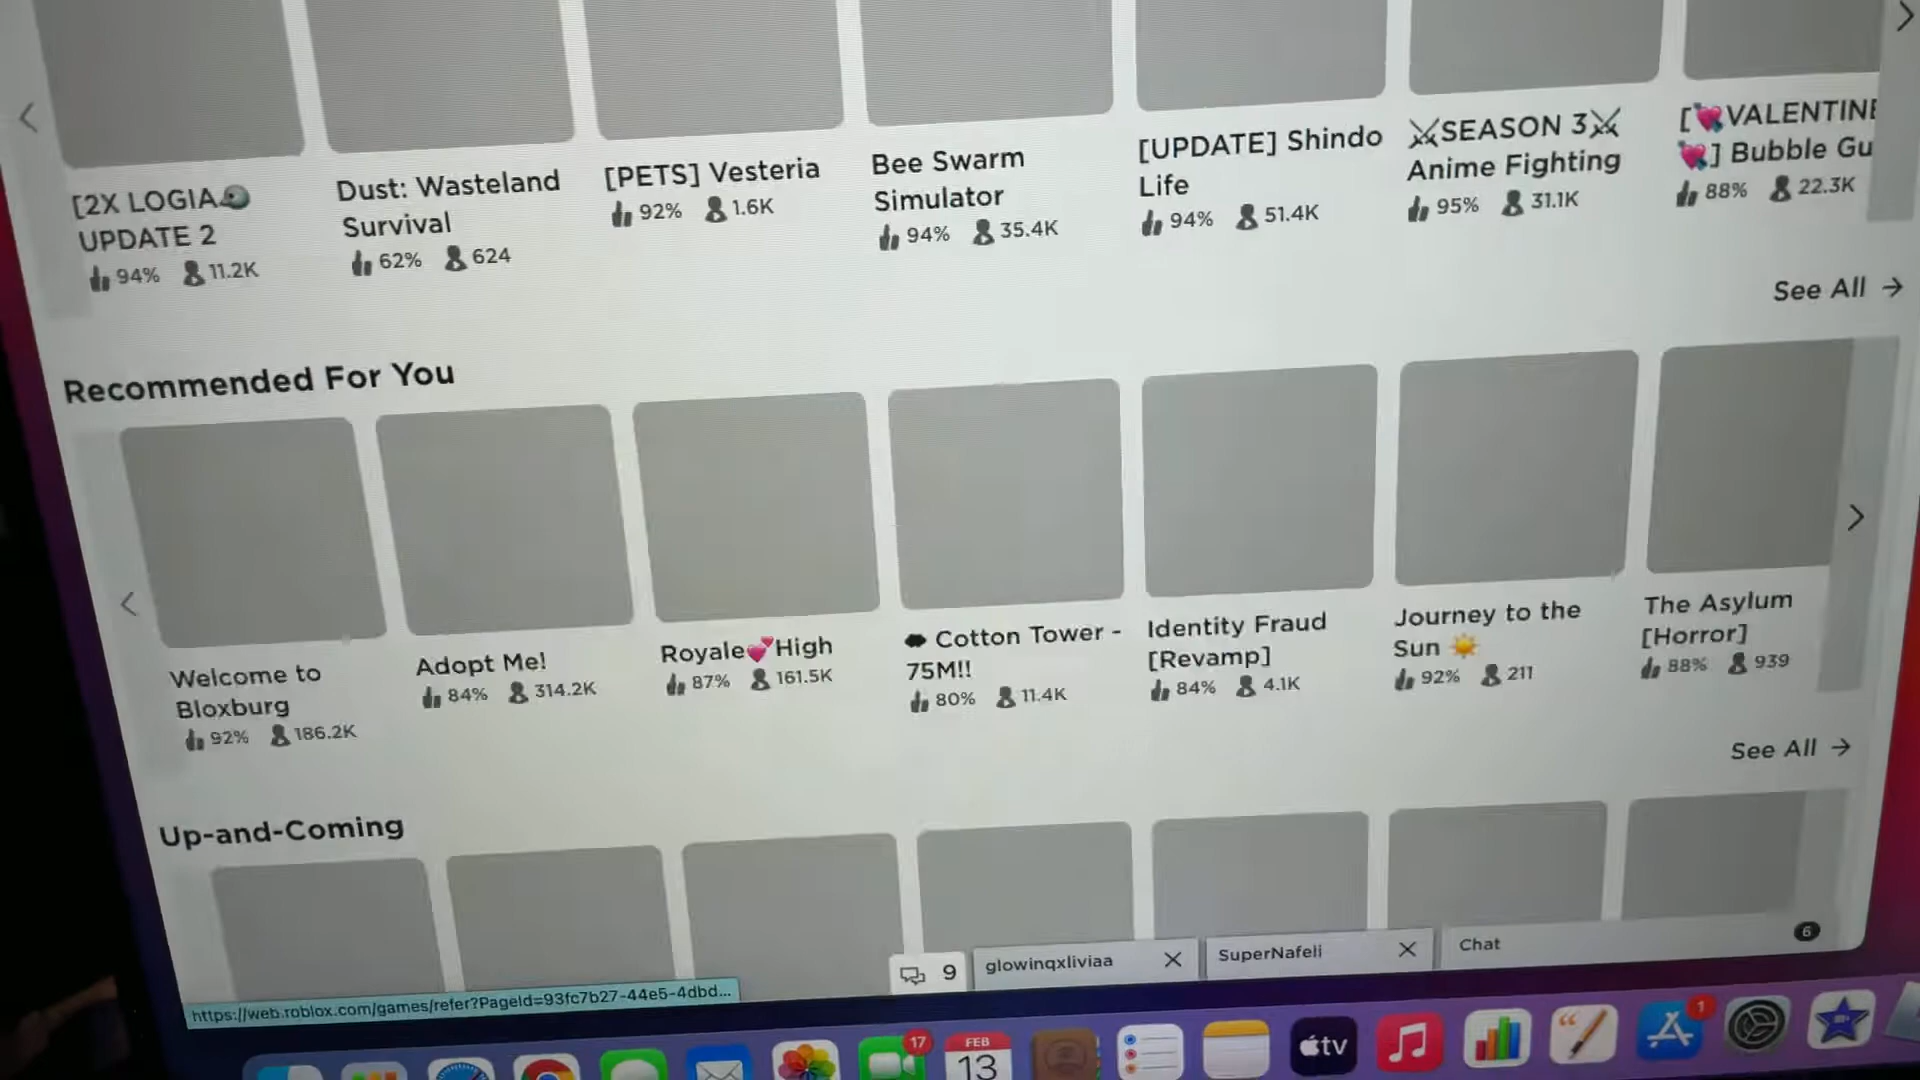 [2X LOGIA
UPDATE 2
94% 11.2K
Dust: Wasteland
Survival
62% 624
[PETS] Vesteria
92% 1.6K
Bee Swarm
Simulator
94% 35.4K
[UPDATE] Shindo
Life
94% 51.4K
⚔SEASON 3⚔
Anime Fighting
95% 31.1K
[💘VALENTINE
💘] Bubble Gu
88% 22.3K
See All →
Recommended For You
Welcome to
Bloxburg
92% 186.2K
Adopt Me!
84% 314.2K
Royale💕High
87% 161.5K
Cotton Tower -
75M!!
80% 11.4K
Identity Fraud
[Revamp]
84% 4.1K
Journey to the
Sun ☀️
92% 211
The Asylum
[Horror]
88% 939
See All →
Up-and-Coming
9
glowinqxliviaa
SuperNafeli
Chat
6
https://web.roblox.com/games/refer?PageId=93fc7b27-44e5-4dbd...
17
FEB
13
tv
1